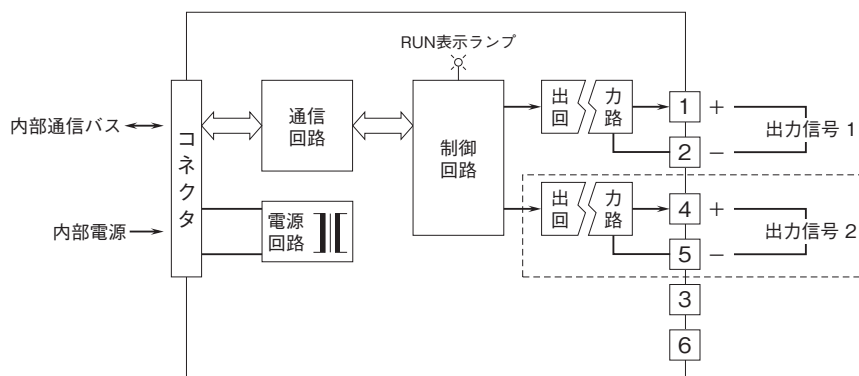 RUN表示ランプ
内部通信バス
コネクタ
通信
回路
制御
回路
出 力
回 路
1
+
2
−
出力信号 1
内部電源
電源
回路
出 力
回 路
4
+
5
−
出力信号 2
3
6